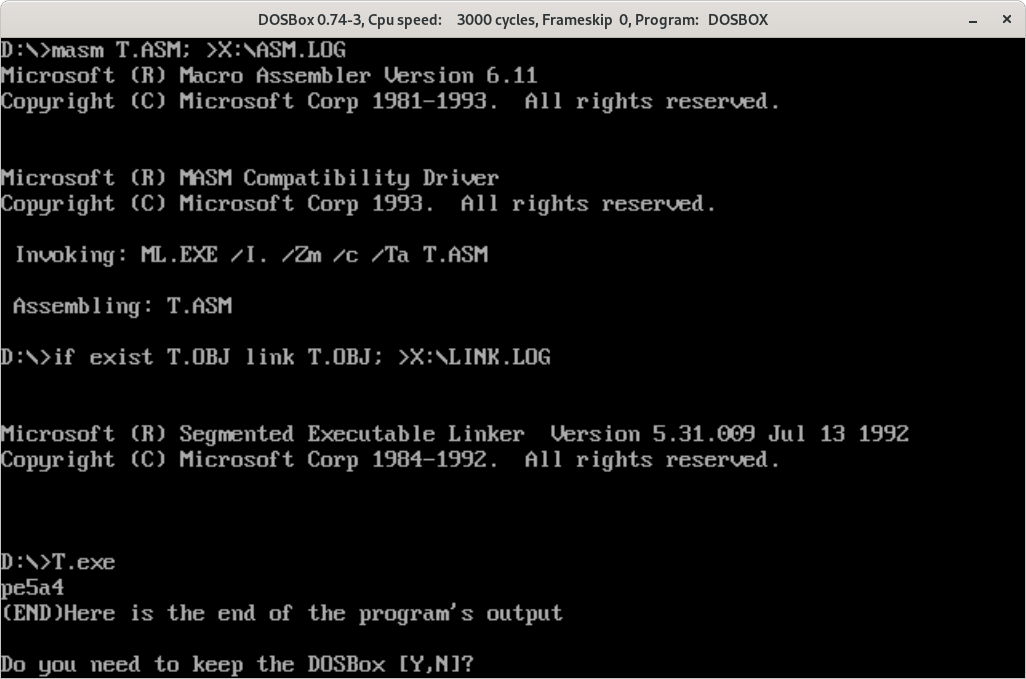 DOSBox 0.74-3, Cpu speed:    3000 cycles, Frameskip  0, Program:   DOSBOX
D:\>masm T.ASM; >X:\ASM.LOG
Microsoft (R) Macro Assembler Version 6.11
Copyright (C) Microsoft Corp 1981-1993.  All rights reserved.
Microsoft (R) MASM Compatibility Driver
Copyright (C) Microsoft Corp 1993.  All rights reserved.
Invoking: ML.EXE /I. /Zm /c /Ta T.ASM
Assembling: T.ASM
D:\>if exist T.OBJ link T.OBJ; >X:\LINK.LOG
Microsoft (R) Segmented Executable Linker  Version 5.31.009 Jul 13 1992
Copyright (C) Microsoft Corp 1984-1992.  All rights reserved.
D:\>T.exe
pe5a4
(END)Here is the end of the program's output
Do you need to keep the DOSBox [Y,N]?